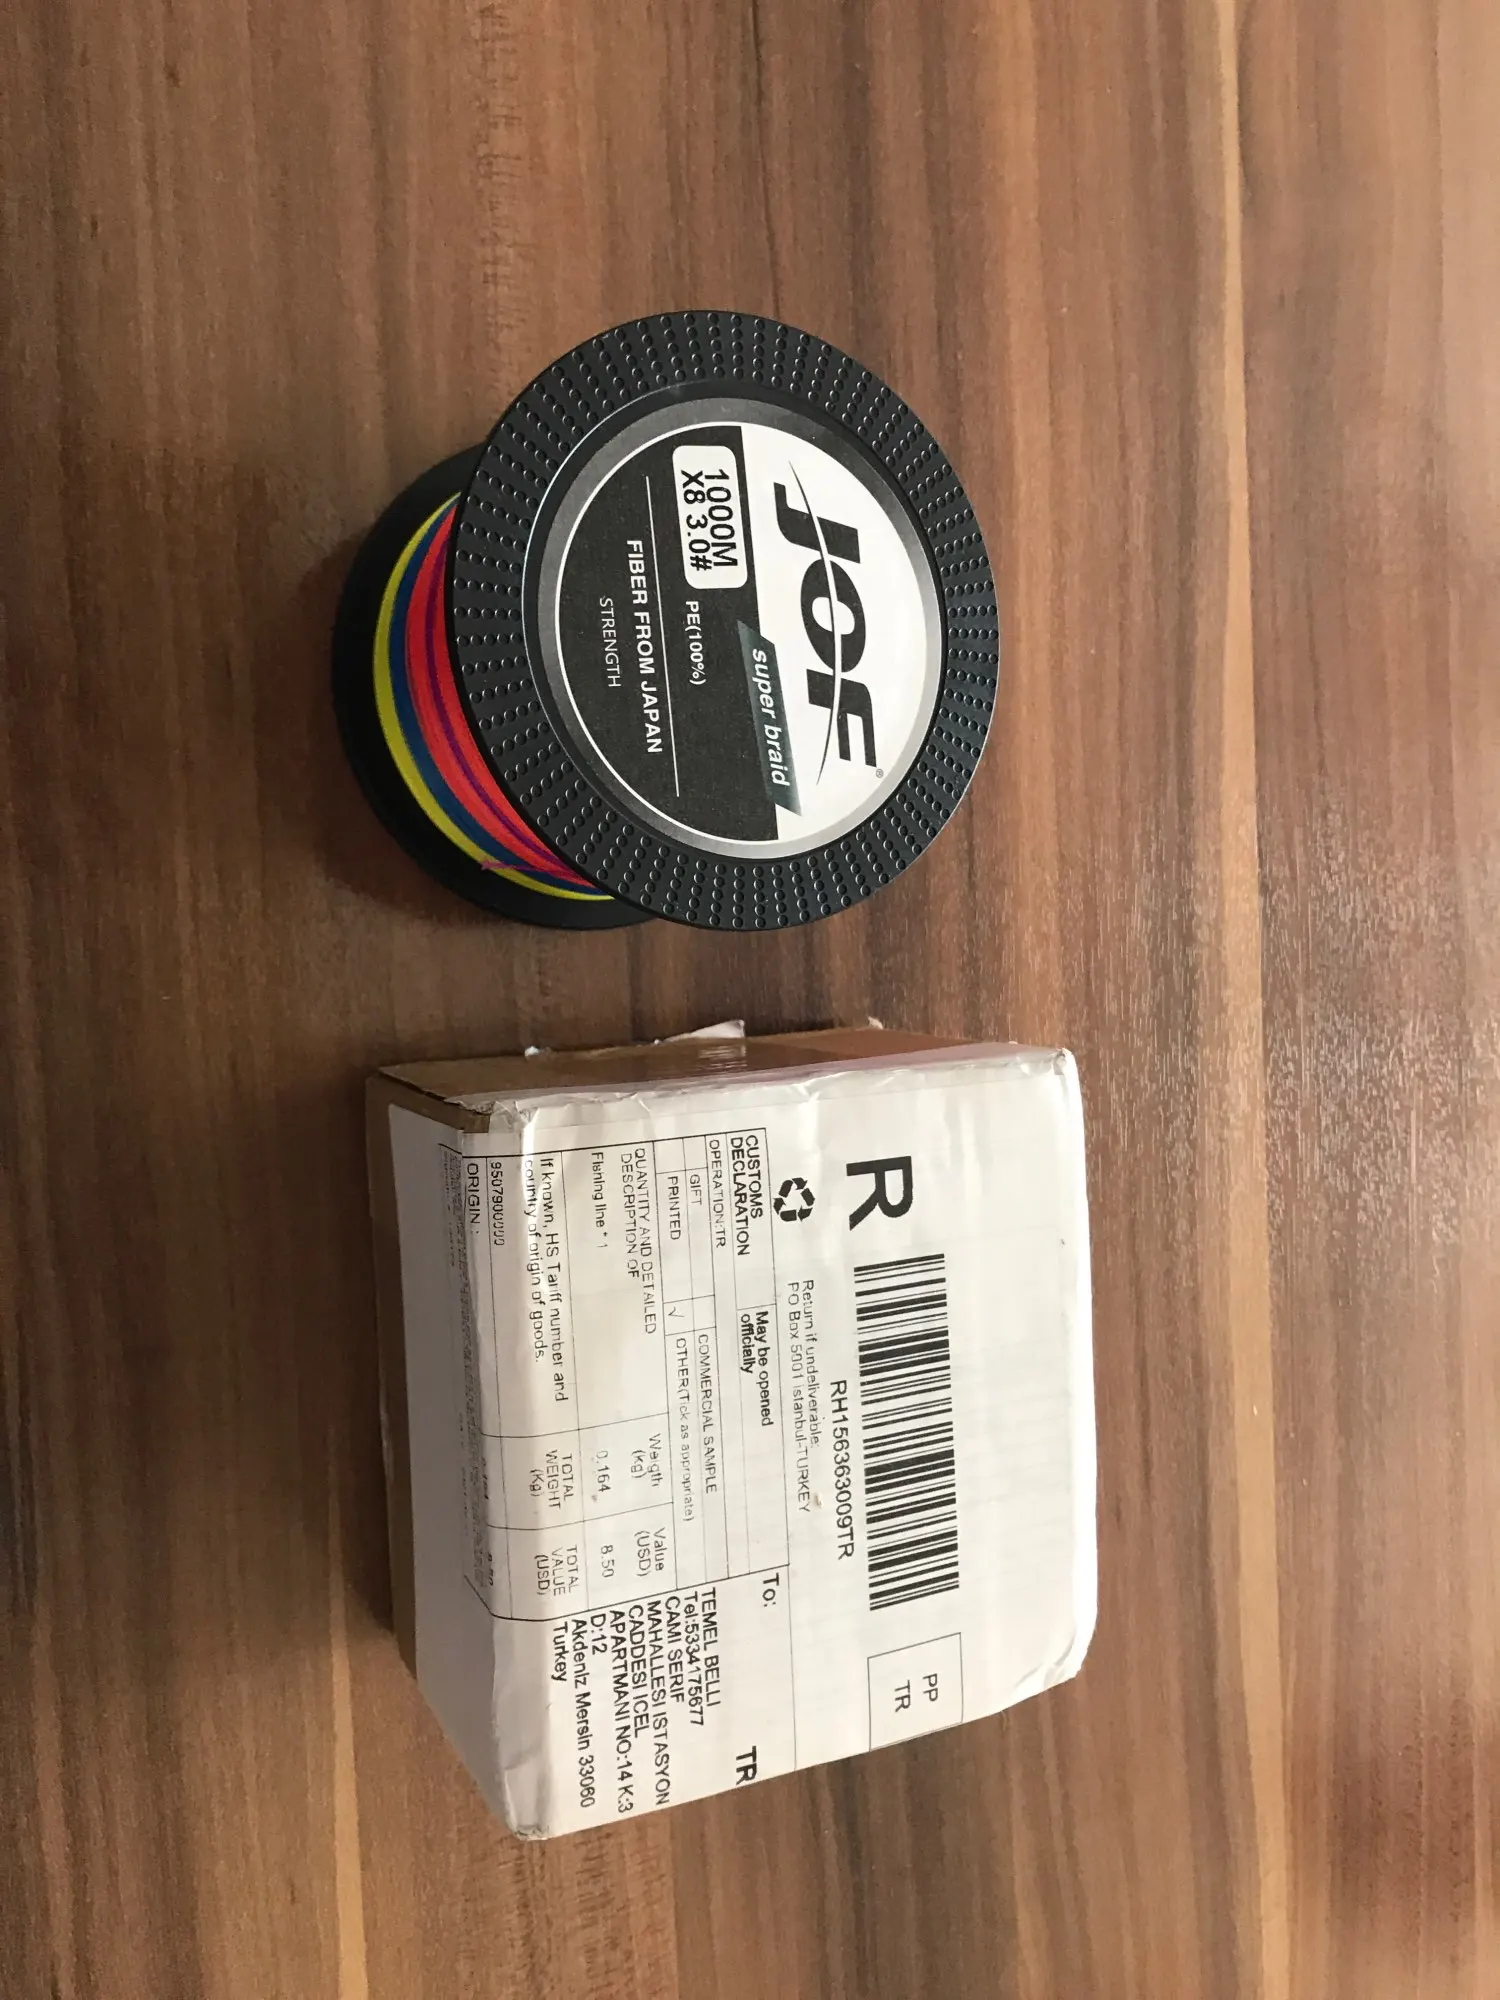 JOF®
super braid
1000M
X8 3.0#
PE(100%)
FIBER FROM JAPAN
STRENGTH
R
RH156363009TR
PP
TR
Return if undeliverable:
PO Box 5001 istanbul-TURKEY
CUSTOMS
DECLARATION
May be opened
officially
OPERATION:TR
GIFT
COMMERCIAL SAMPLE
PRINTED
√
OTHER(Tick as appropriate)
QUANTITY AND DETAILED
DESCRIPTION OF
Weigth
(kg)
Value
(USD)
Fishing line * 1
0.164
8.50
If known, HS Tariff number and
country of origin of goods.
TOTAL
WEIGHT
(Kg)
TOTAL
VALUE
(USD)
9507900000
ORIGIN :
To:
TR
TEMEL BELLI
Tel:5334175677
CAMI SERIF
MAHALLESI ISTASYON
CADDESI ICEL
APARTMANI NO:14 K:3
D:12
Akdeniz Mersin 33060
Turkey